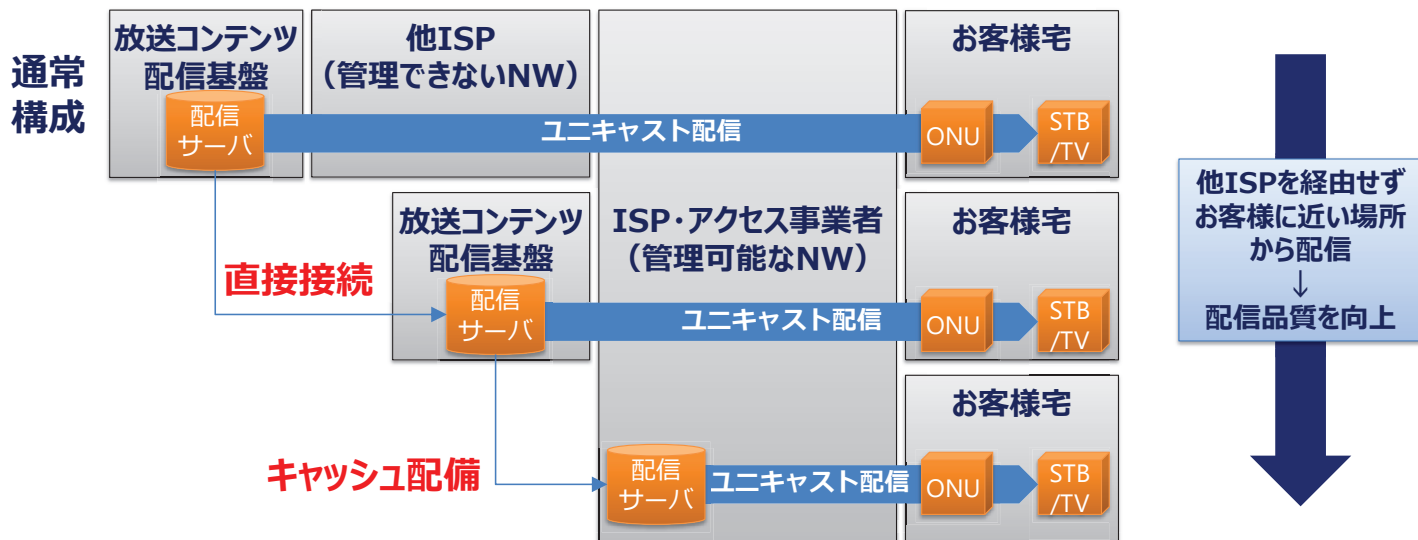 通常
構成
放送コンテンツ
配信基盤
他ISP
（管理できないNW）
お客様宅
配信
サーバ
ユニキャスト配信
ONU
STB
/TV
直接接続
放送コンテンツ
配信基盤
ISP・アクセス事業者
（管理可能なNW）
お客様宅
配信
サーバ
ユニキャスト配信
ONU
STB
/TV
キャッシュ配備
お客様宅
配信
サーバ
ユニキャスト配信
ONU
STB
/TV
他ISPを経由せず
お客様に近い場所
から配信
↓
配信品質を向上